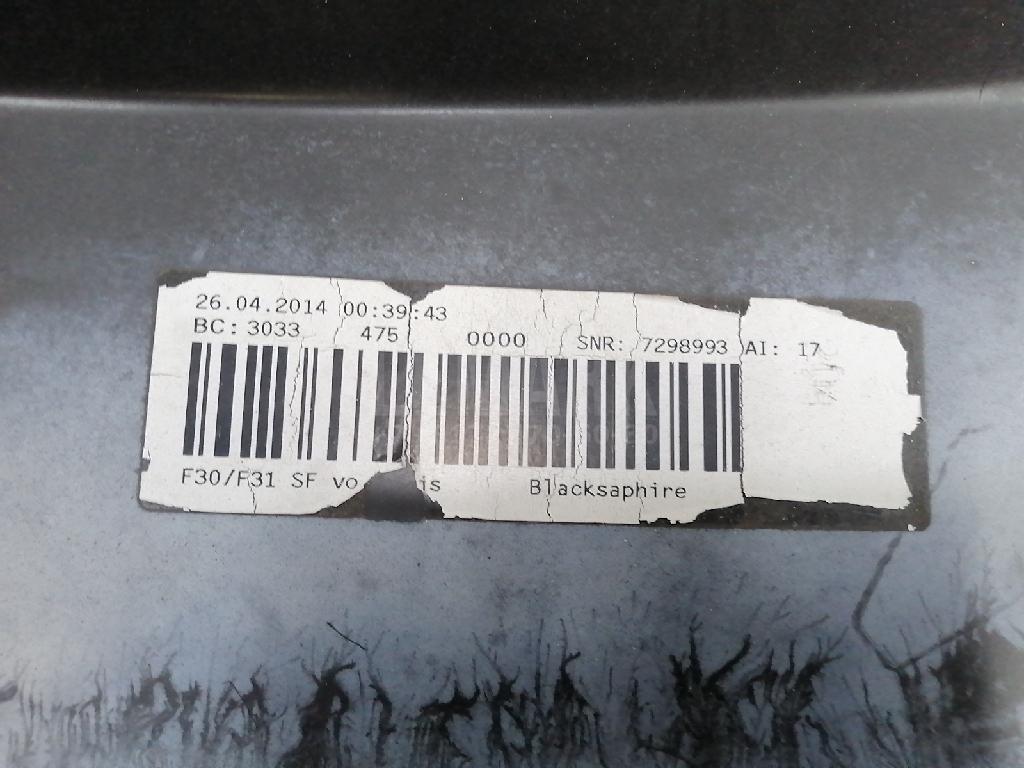 26.04.2014 00:39:43
BC: 3033 475 0000 SNR: 7298993 AI: 17
F30/F31 SF vo is Blacksaphire